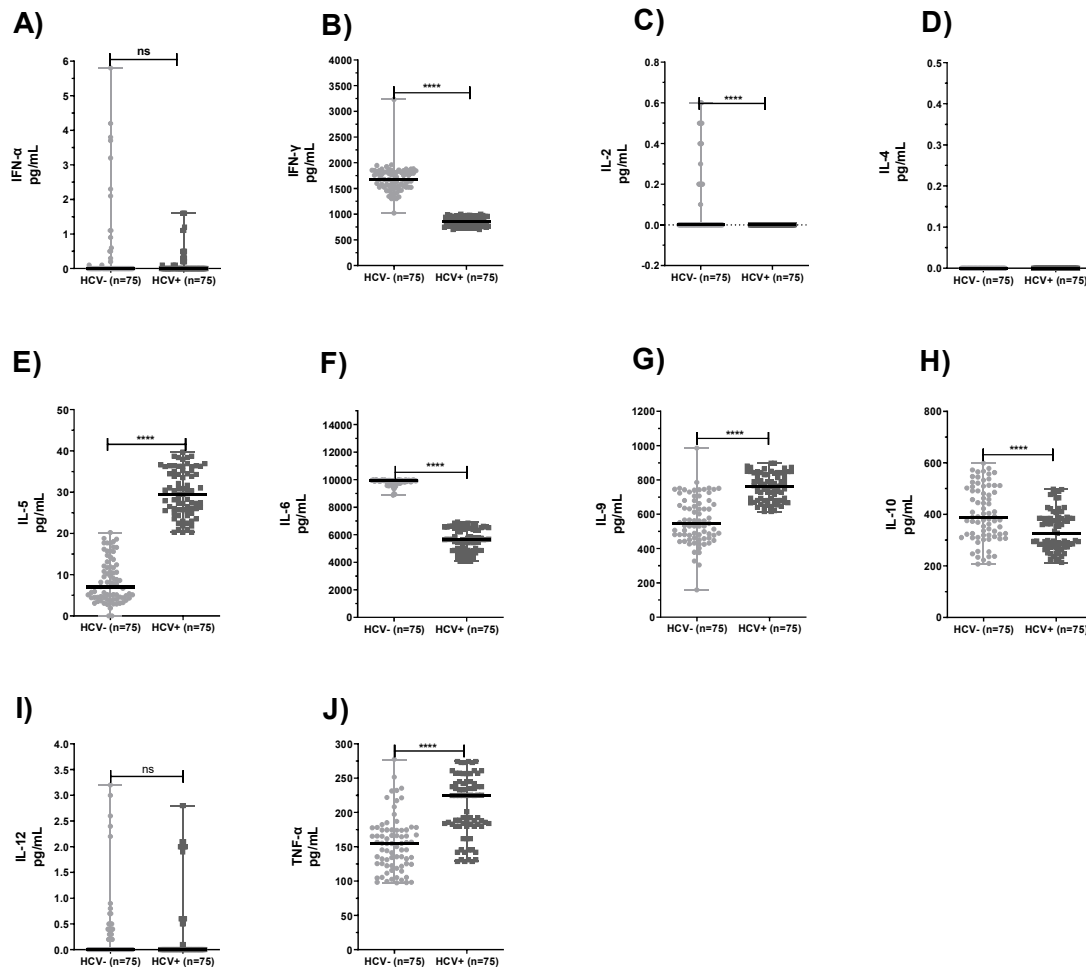 A)
B)
C)
D)
ns
****
****
6
5
4
3
2
1
0
IFN-α
pg/mL
HCV- (n=75) HCV+ (n=75)
4000
3500
3000
2500
2000
1500
1000
500
0
IFN-γ
pg/mL
HCV- (n=75) HCV+ (n=75)
0.8
0.6
0.4
0.2
0.0
-0.2
IL-2
pg/mL
HCV- (n=75) HCV+ (n=75)
0.5
0.4
0.3
0.2
0.1
0.0
IL-4
pg/mL
HCV- (n=75) HCV+ (n=75)
E)
F)
G)
H)
****
****
****
****
50
40
30
20
10
0
IL-5
pg/mL
HCV- (n=75) HCV+ (n=75)
14000
12000
10000
8000
6000
4000
2000
0
IL-6
pg/mL
HCV- (n=75) HCV+ (n=75)
1200
1000
800
600
400
200
0
IL-9
pg/mL
HCV- (n=75) HCV+ (n=75)
800
600
400
200
0
IL-10
pg/mL
HCV- (n=75) HCV+ (n=75)
I)
J)
ns
****
4.0
3.5
3.0
2.5
2.0
1.5
1.0
0.5
0.0
IL-12
pg/mL
HCV- (n=75) HCV+ (n=75)
300
250
200
150
100
50
0
TNF-α
pg/mL
HCV- (n=75) HCV+ (n=75)